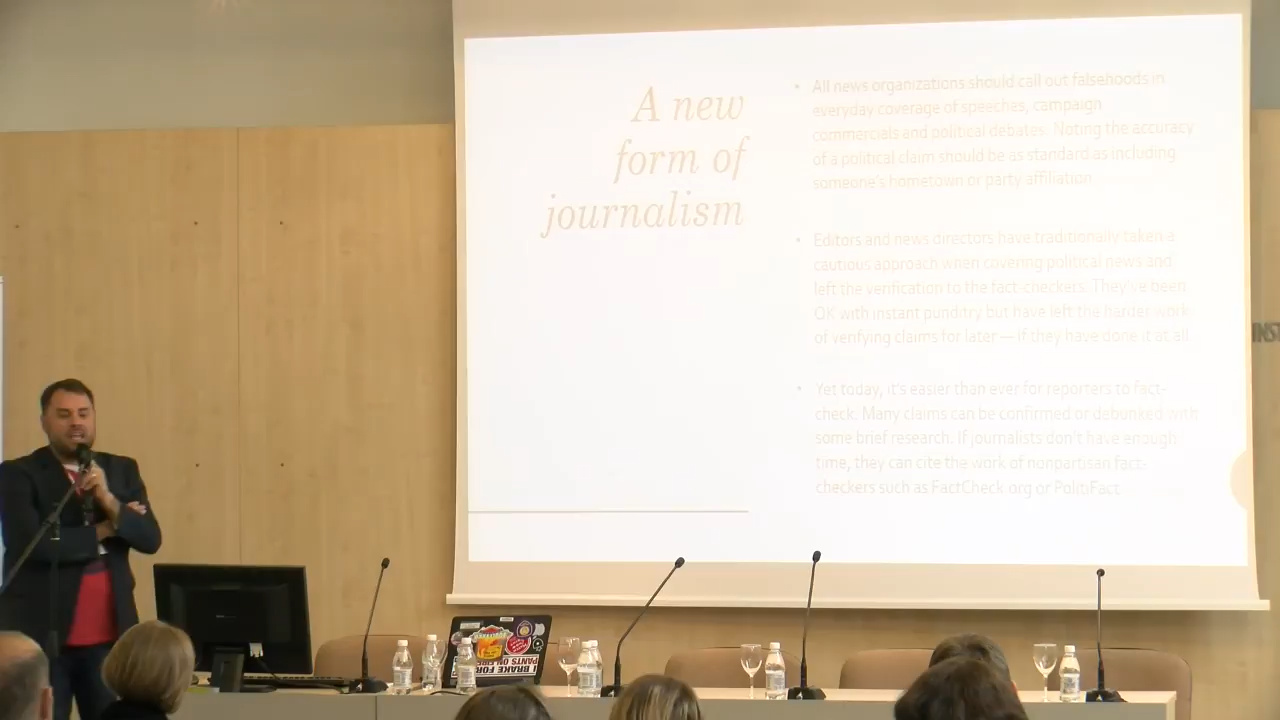 A new
form of
journalism
• All news organizations should call out falsehoods in
everyday coverage of speeches, campaign
commercials and political debates. Noting the accuracy
of a political claim should be as standard as including
someone's hometown or party affiliation.
• Editors and news directors have traditionally taken a
cautious approach when covering political news and
left the verification to the fact-checkers. They've been
OK with instant punditry but have left the harder work
of verifying claims for later — if they have done it at all.
• Yet today, it's easier than ever for reporters to fact-
check. Many claims can be confirmed or debunked with
some brief research. If journalists don't have enough
time, they can cite the work of nonpartisan fact-
checkers such as FactCheck.org or PolitiFact.
I BRAKE FOR